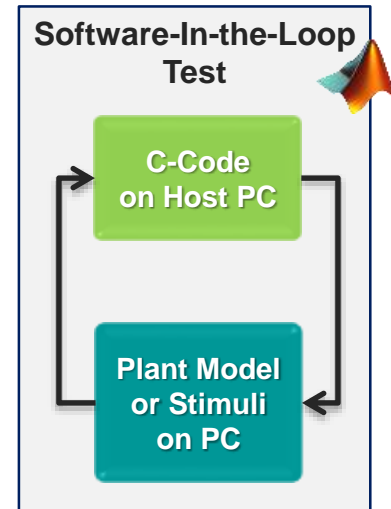 Software-In-the-Loop
Test
C-Code
on Host PC
Plant Model
or Stimuli
on PC